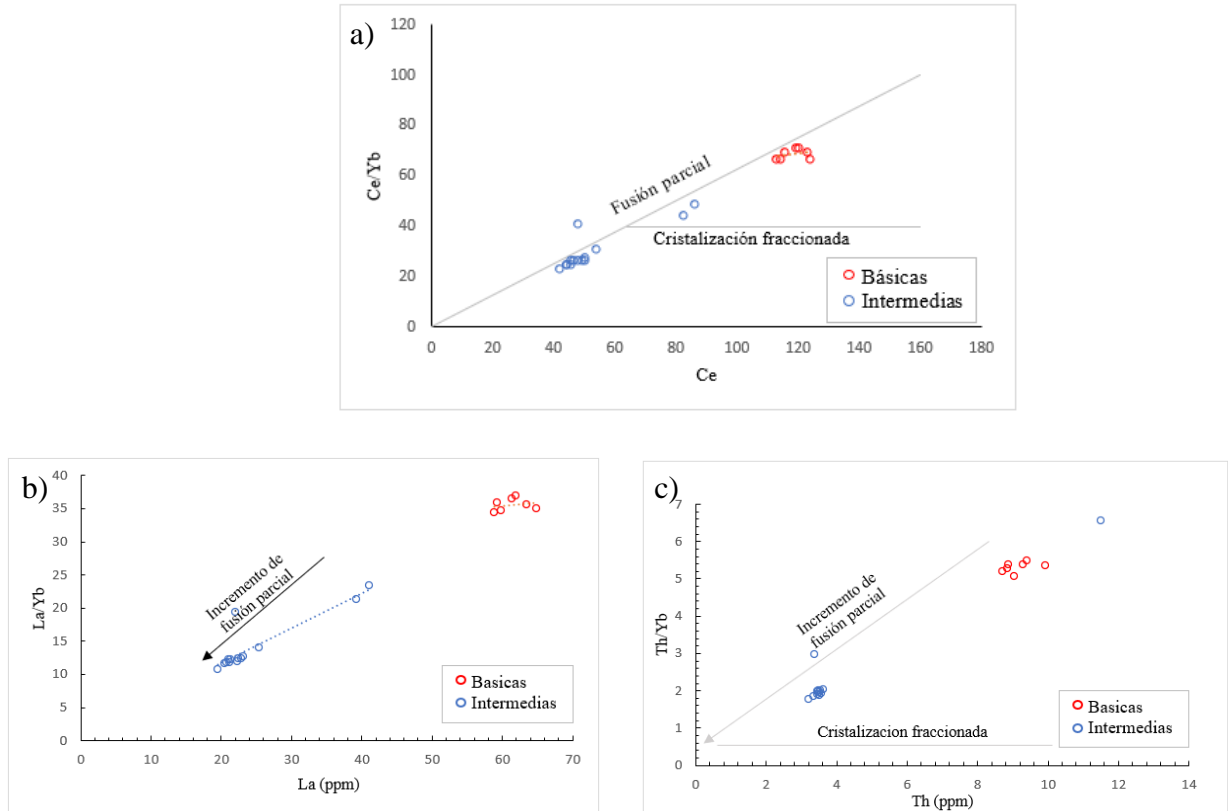 a)
120
100
80
60
40
20
0
Ce/Yb
Fusión parcial
Cristalización fraccionada
Básicas
Intermedias
0 20 40 60 80 100 120 140 160 180
Ce
b)
40
35
30
25
20
15
10
5
0
La/Yb
Incremento de
fusión parcial
Basicas
Intermedias
0 10 20 30 40 50 60 70
La (ppm)
c)
7
6
5
4
3
2
1
0
Th/Yb
Incremento de
fusión parcial
Cristalizacion fraccionada
Básicas
Intermedias
0 2 4 6 8 10 12 14
Th (ppm)